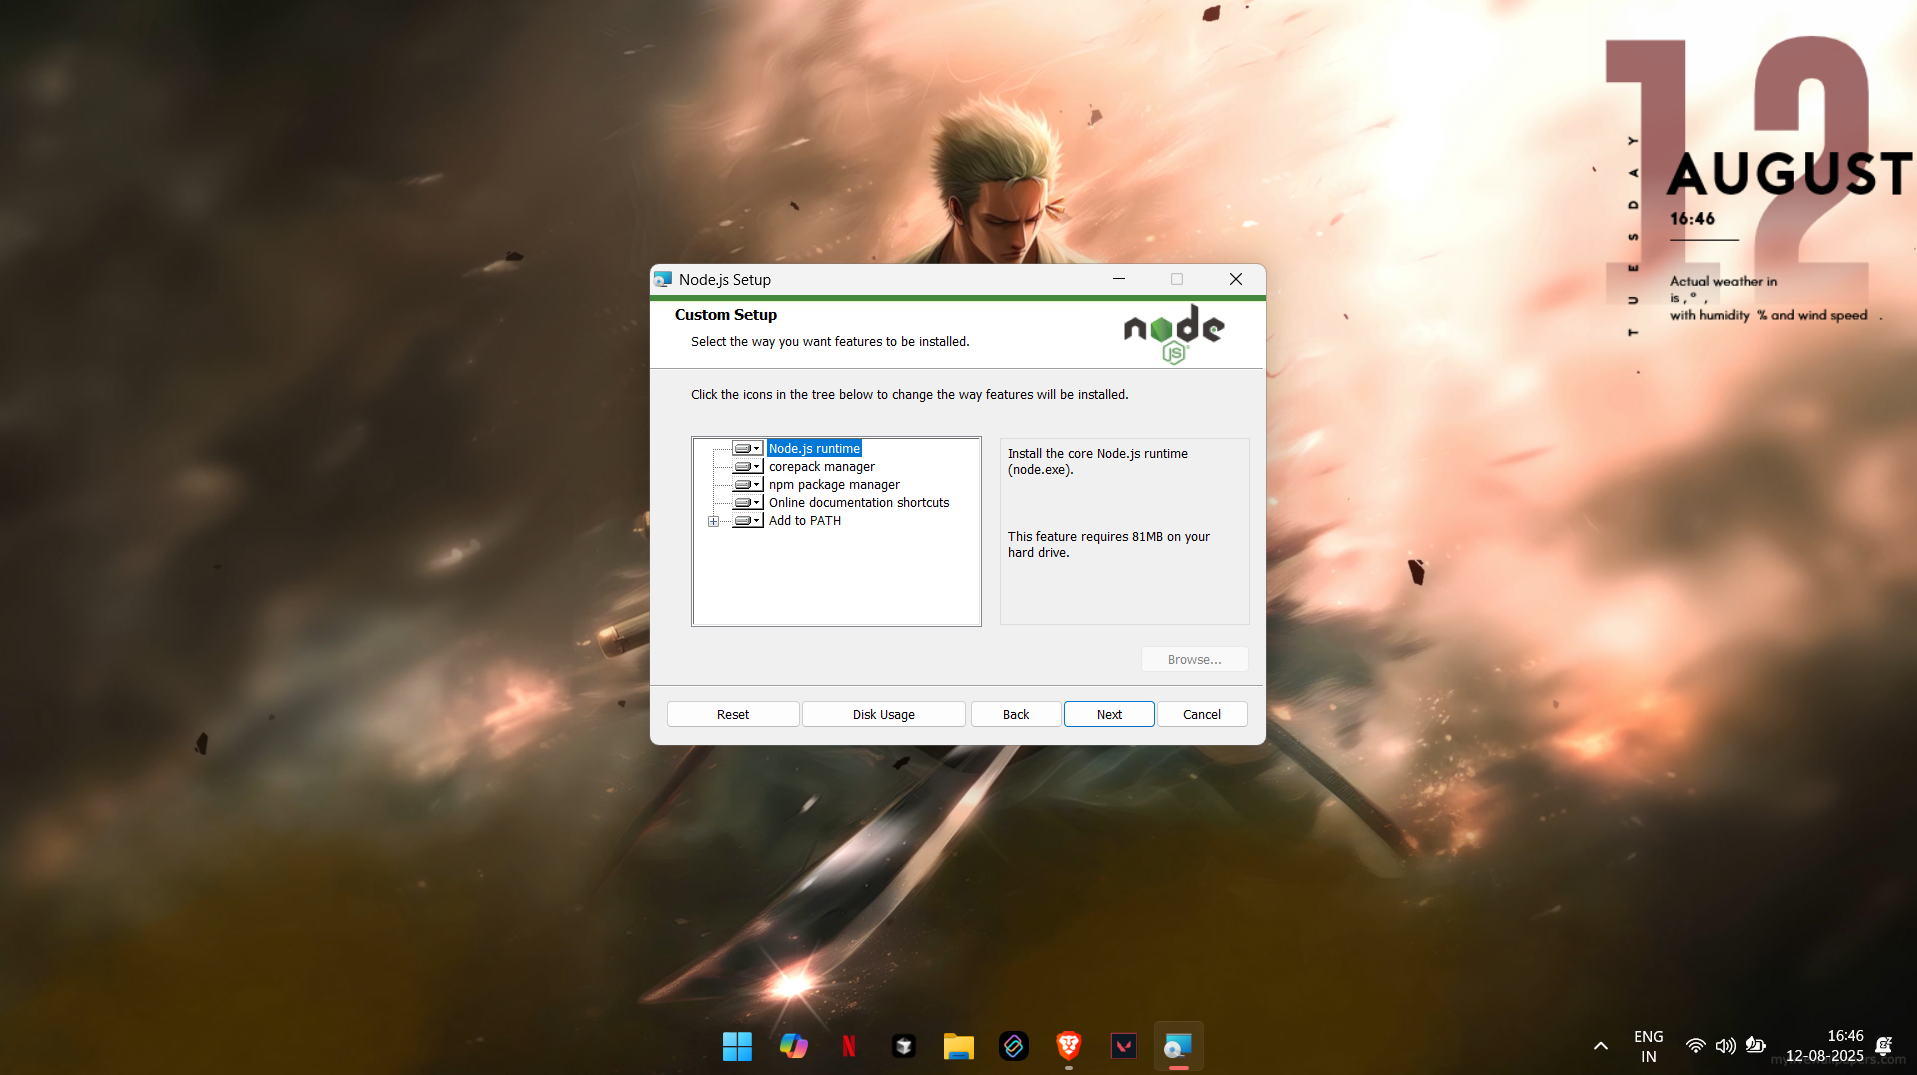 12
TUESDAY
AUGUST
16:46
Actual weather in
is , ° ,
with humidity % and wind speed .
Node.js Setup
Custom Setup
Select the way you want features to be installed.
node
JS
Click the icons in the tree below to change the way features will be installed.
Node.js runtime
corepack manager
npm package manager
Online documentation shortcuts
Add to PATH
Install the core Node.js runtime
(node.exe).
This feature requires 81MB on your
hard drive.
Browse...
Reset
Disk Usage
Back
Next
Cancel
ENG
IN
16:46
12-08-2025